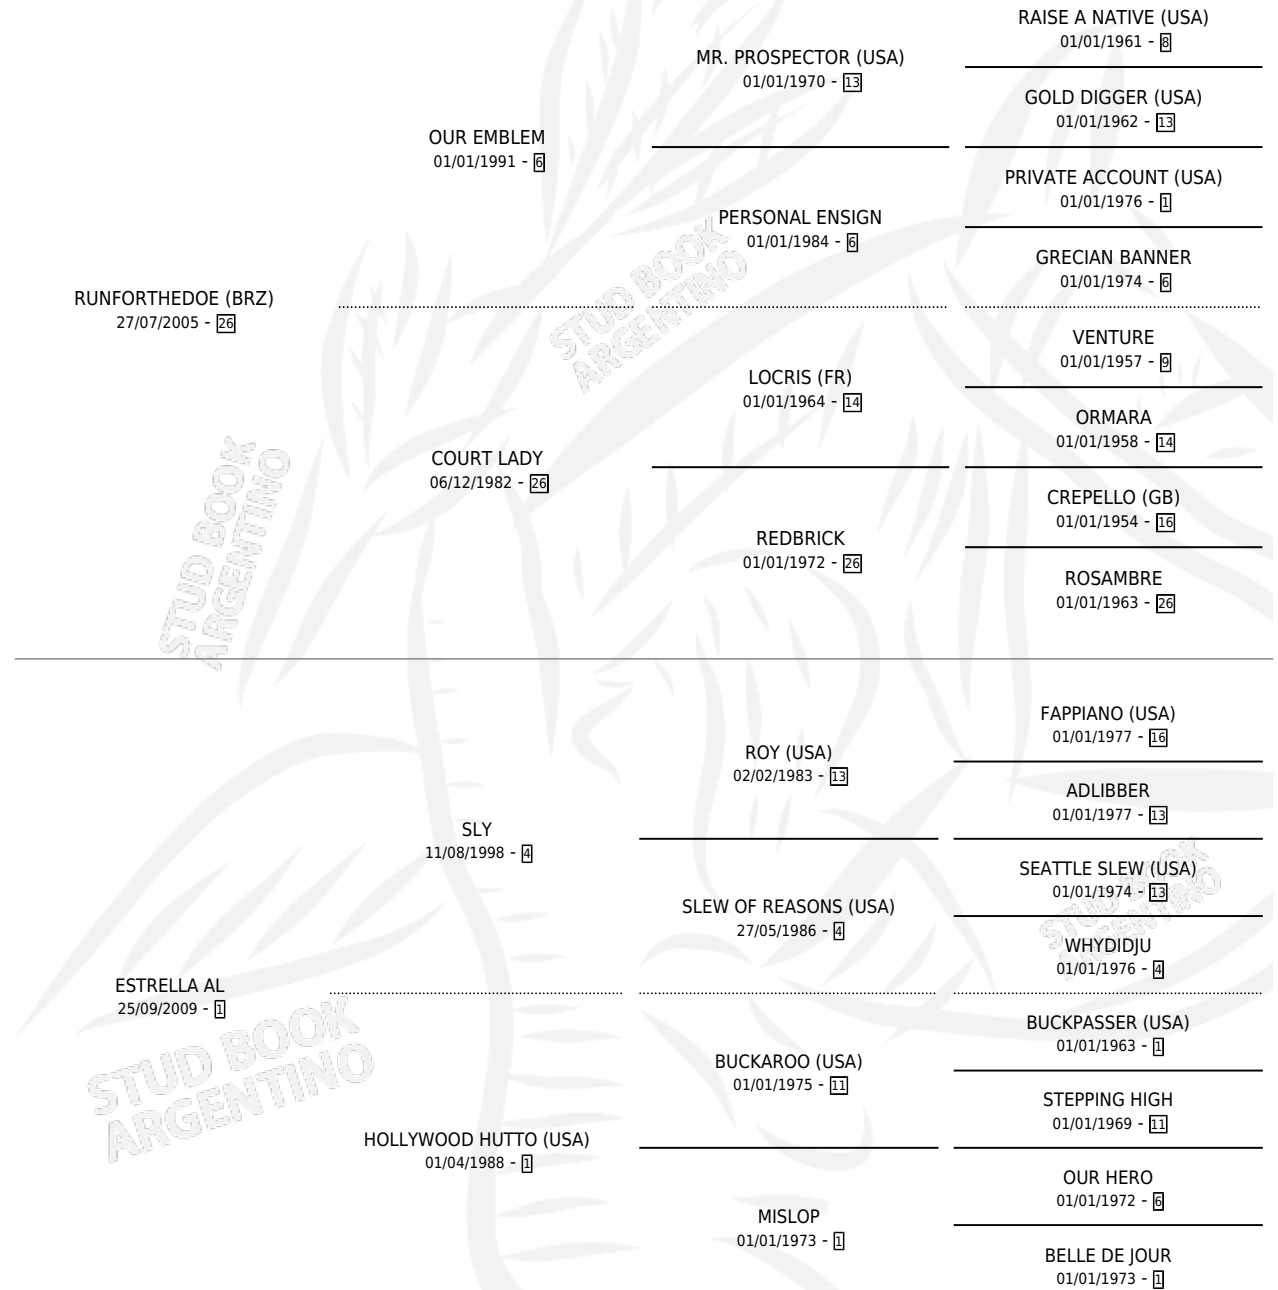 RAISE A NATIVE (USA)
01/01/1961 - 8
MR. PROSPECTOR (USA)
01/01/1970 - 13
GOLD DIGGER (USA)
01/01/1962 - 13
OUR EMBLEM
01/01/1991 - 6
PRIVATE ACCOUNT (USA)
01/01/1976 - 1
PERSONAL ENSIGN
01/01/1984 - 6
GRECIAN BANNER
01/01/1974 - 6
RUNFORTHEDOE (BRZ)
27/07/2005 - 26
STUD BOOK
ARGENTINO
VENTURE
01/01/1957 - 9
LOCRIS (FR)
01/01/1964 - 14
ORMARA
01/01/1958 - 14
COURT LADY
06/12/1982 - 26
CREPELLO (GB)
01/01/1954 - 16
REDBRICK
01/01/1972 - 26
ROSAMBRE
01/01/1963 - 26
STUD BOOK
ARGENTINO
FAPPIANO (USA)
01/01/1977 - 16
ROY (USA)
02/02/1983 - 13
ADLIBBER
01/01/1977 - 13
SLY
11/08/1998 - 4
SEATTLE SLEW (USA)
01/01/1974 - 13
SLEW OF REASONS (USA)
27/05/1986 - 4
WHYDIDJU
01/01/1976 - 4
STUD BOOK
ARGENTINO
ESTRELLA AL
25/09/2009 - 1
STUD BOOK
ARGENTINO
BUCKPASSER (USA)
01/01/1963 - 1
BUCKAROO (USA)
01/01/1975 - 11
STEPPING HIGH
01/01/1969 - 11
HOLLYWOOD HUTTO (USA)
01/04/1988 - 1
OUR HERO
01/01/1972 - 6
MISLOP
01/01/1973 - 1
BELLE DE JOUR
01/01/1973 - 1